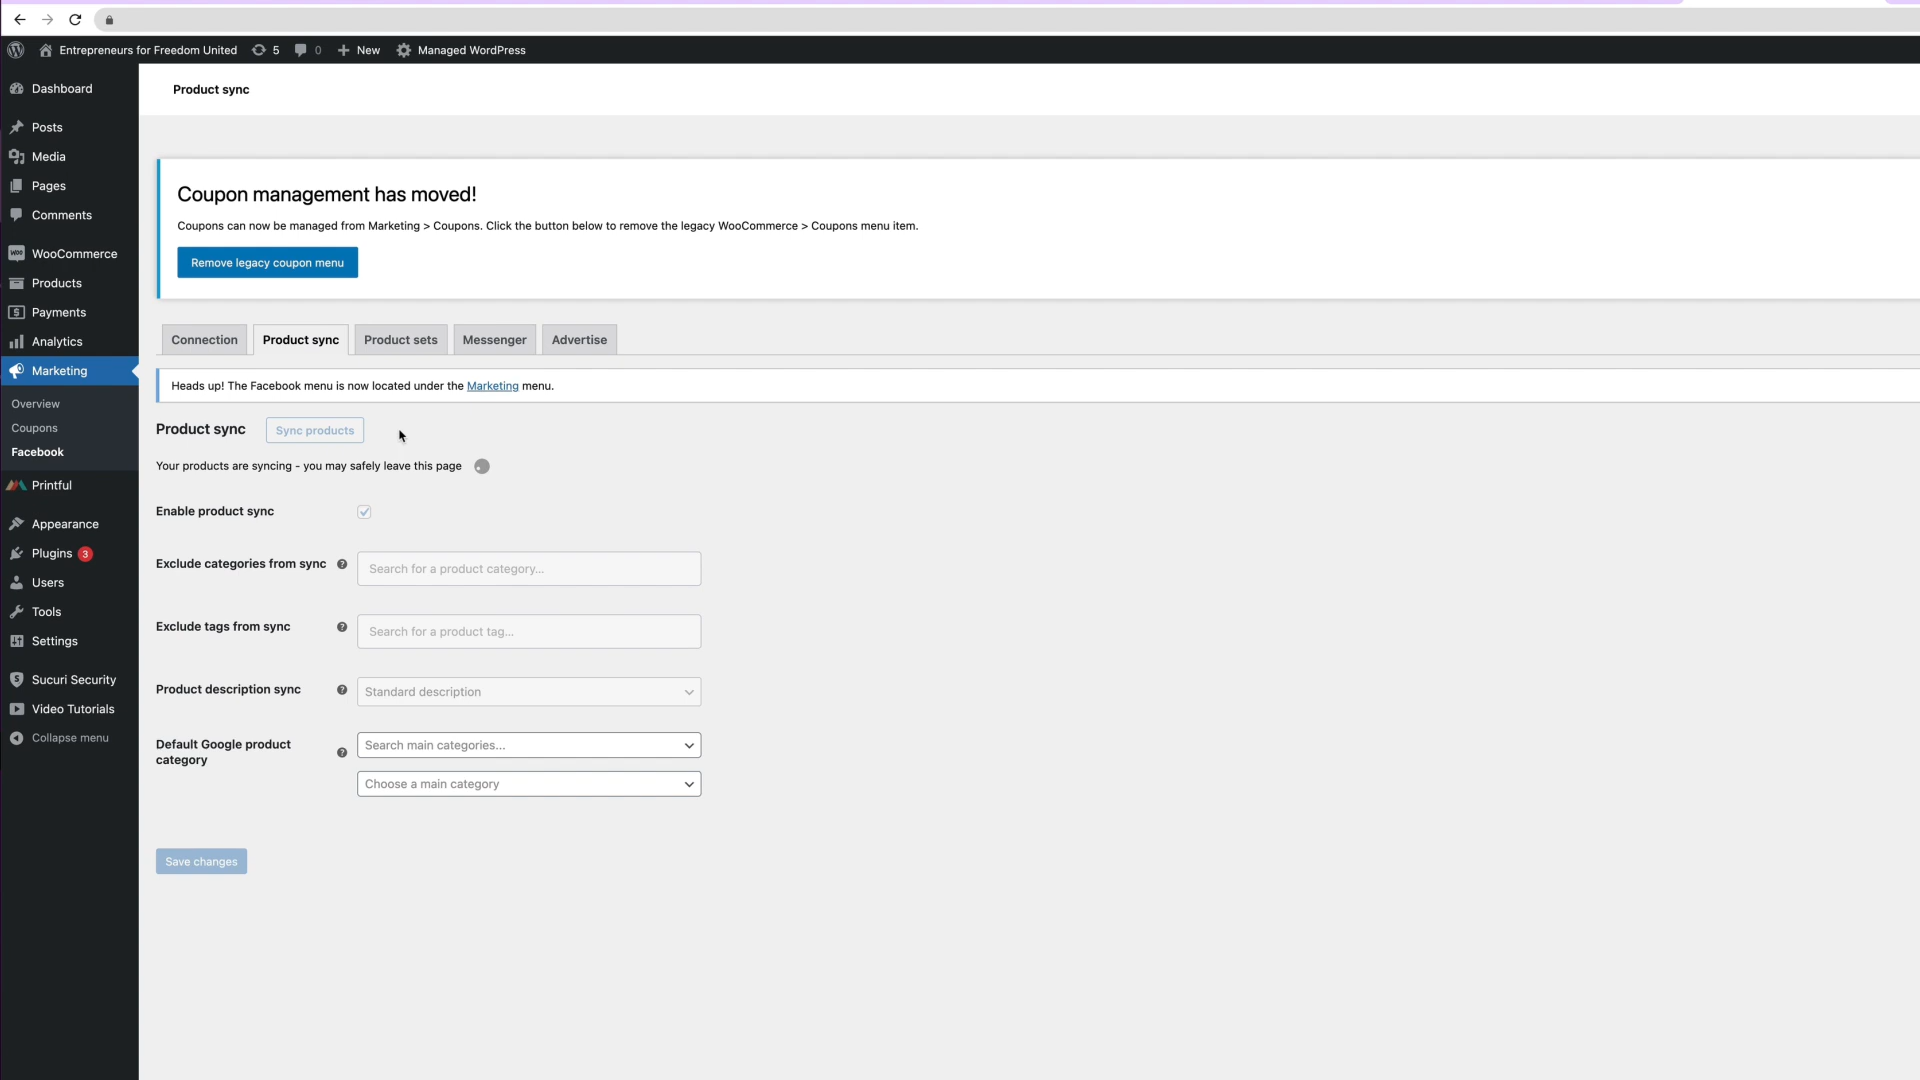 Entrepreneurs for Freedom United 5 0 New Managed WordPress
Dashboard
Posts
Media
Pages
Comments
WooCommerce
Products
Payments
Analytics
Marketing
Overview
Coupons
Facebook
Printful
Appearance
Plugins 3
Users
Tools
Settings
Sucuri Security
Video Tutorials
Collapse menu
Product sync
Coupon management has moved!
Coupons can now be managed from Marketing > Coupons. Click the button below to remove the legacy WooCommerce > Coupons menu item.
Remove legacy coupon menu
Connection Product sync Product sets Messenger Advertise
Heads up! The Facebook menu is now located under the Marketing menu.
Product sync Sync products
Your products are syncing - you may safely leave this page
Enable product sync
Exclude categories from sync ? Search for a product category...
Exclude tags from sync ? Search for a product tag...
Product description sync ? Standard description
Default Google product
category ? Search main categories...
Choose a main category
Save changes